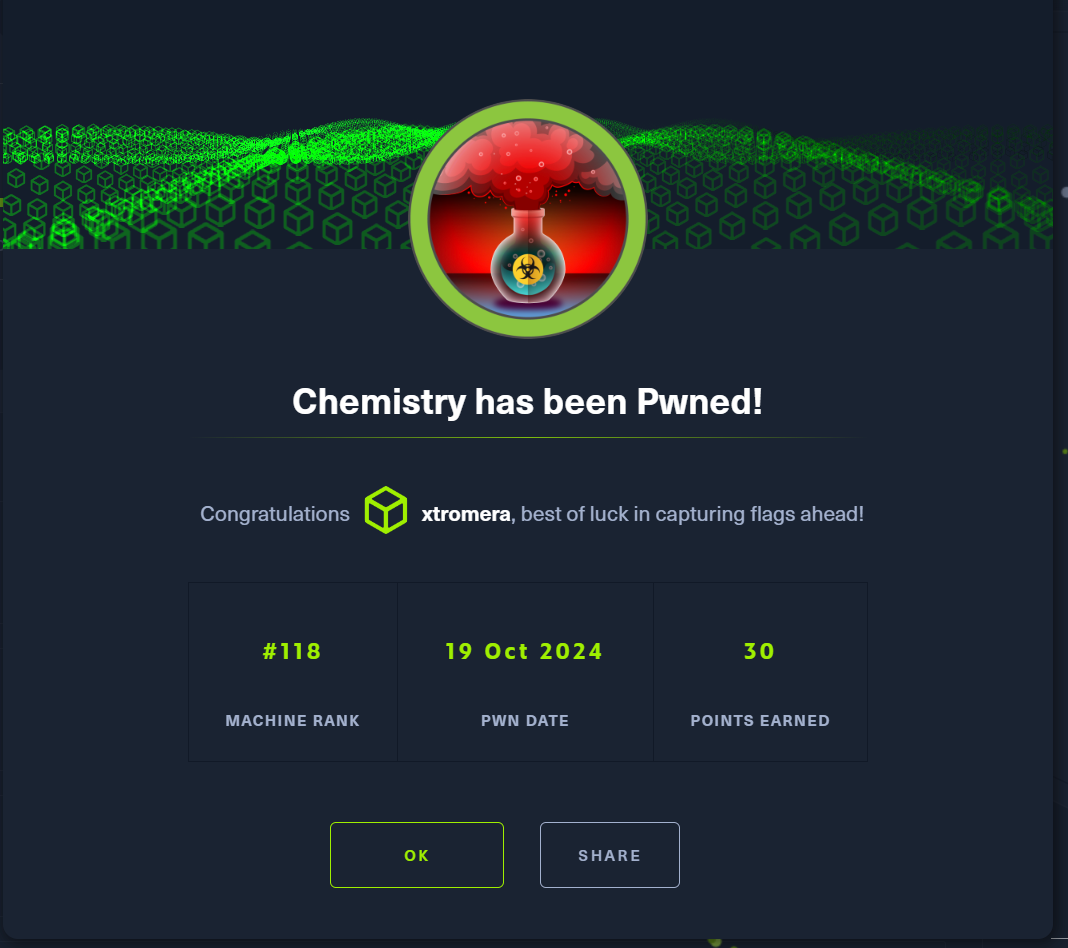 Chemistry has been Pwned!
Congratulations xtromera, best of luck in capturing flags ahead!
#118 19 Oct 2024 30
MACHINE RANK PWN DATE POINTS EARNED
OK SHARE